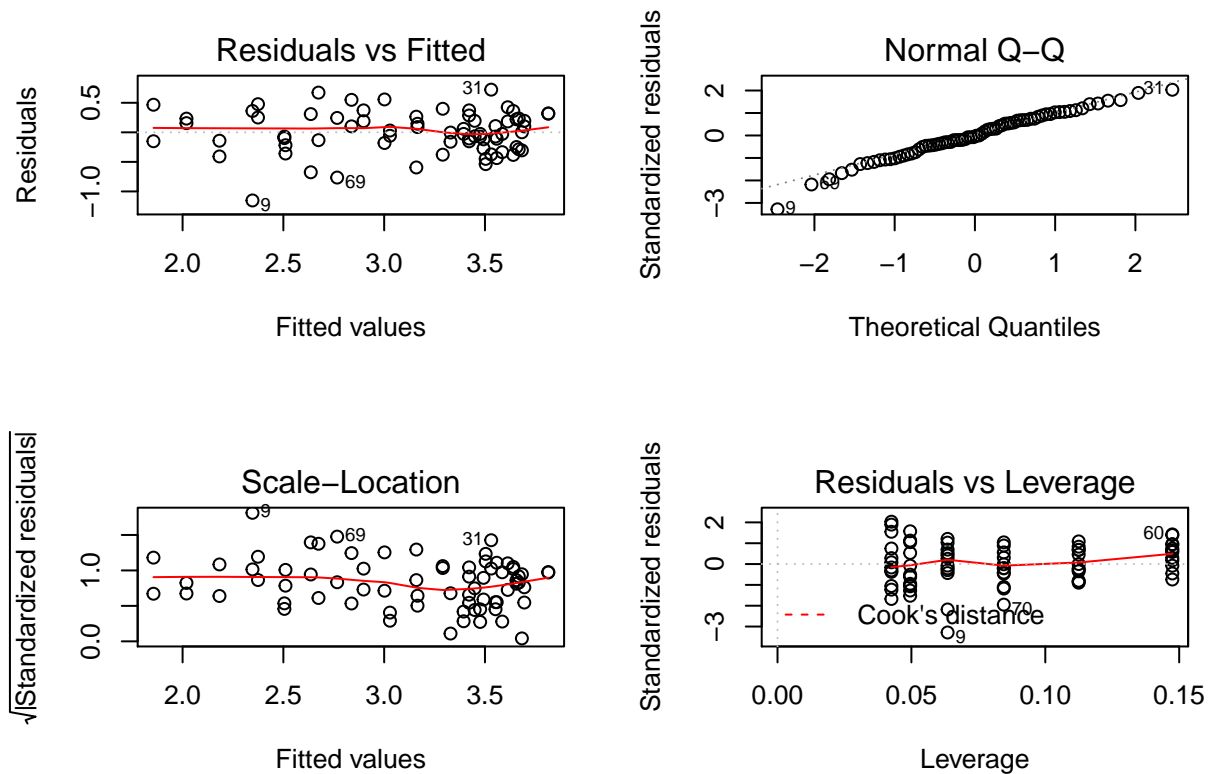 Residuals vs Fitted
Residuals
0.5
−1.0
31
69
9
2.0 2.5 3.0 3.5
Fitted values
Normal Q−Q
Standardized residuals
2
0
−3
31
69
9
−2 −1 0 1 2
Theoretical Quantiles
Scale−Location
√|Standardized residuals|
1.0
0.0
9
69
31
2.0 2.5 3.0 3.5
Fitted values
Residuals vs Leverage
Standardized residuals
2
0
−3
60
70
Cook's distance
9
0.00 0.05 0.10 0.15
Leverage